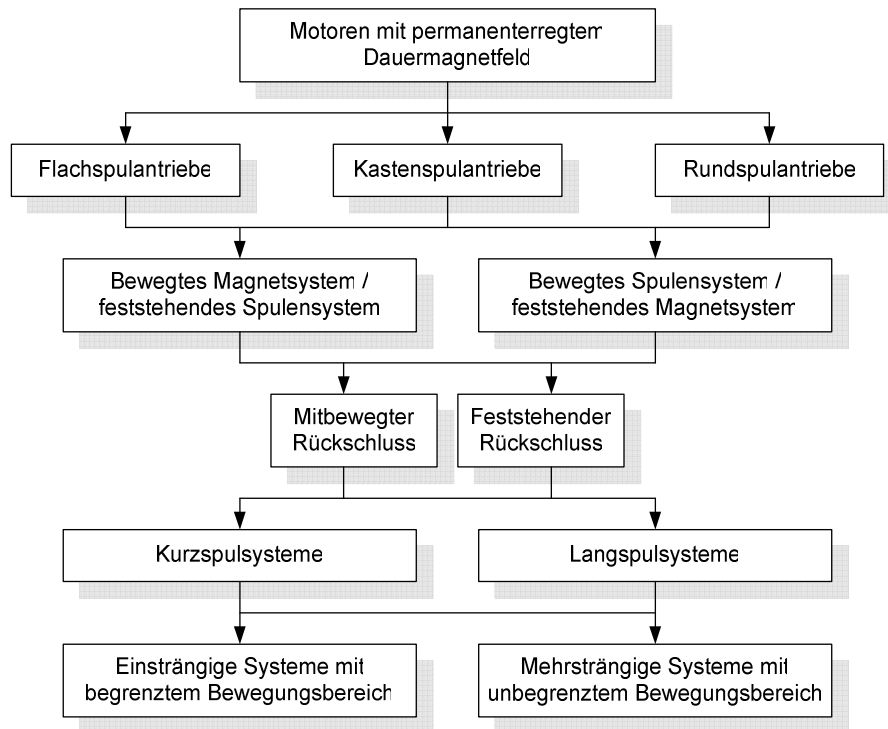 Motoren mit permanenterregtem
Dauermagnetfeld
Flachspulantriebe
Kastenspulantriebe
Rundspulantriebe
Bewegtes Magnetsystem /
feststehendes Spulensystem
Bewegtes Spulensystem /
feststehendes Magnetsystem
Mitbewegter
Rückschluss
Feststehender
Rückschluss
Kurzspulsysteme
Langspulsysteme
Einsträngige Systeme mit
begrenztem Bewegungsbereich
Mehrsträngige Systeme mit
unbegrenztem Bewegungsbereich